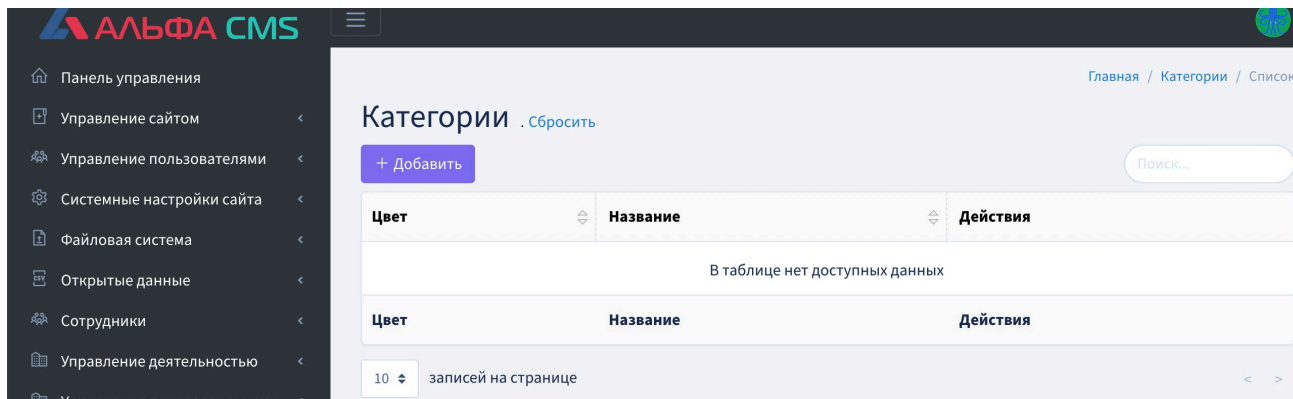 АЛЬФА CMS
Панель управления
Управление сайтом
Управление пользователями
Системные настройки сайта
Файловая система
CSV Открытые данные
Сотрудники
Управление деятельностью
Главная / Категории / Список
Категории . Сбросить
+ Добавить
Поиск...
Цвет Название Действия
В таблице нет доступных данных
Цвет Название Действия
10 записей на странице
< >